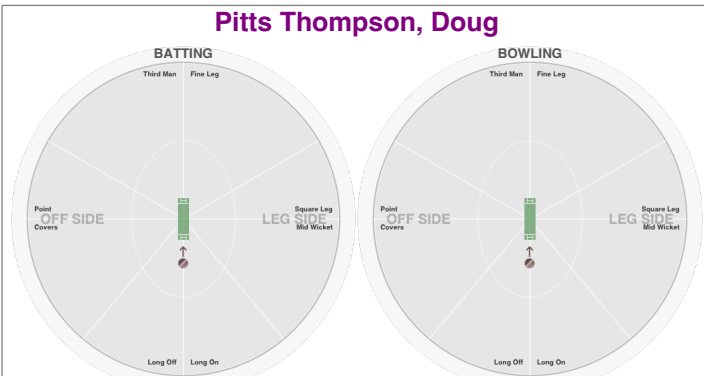 Pitts Thompson, Doug
BATTING
Third Man Fine Leg
Point
OFF SIDE
Covers
Square Leg
LEG SIDE
Mid Wicket
Long Off Long On
BOWLING
Third Man Fine Leg
Point
OFF SIDE
Covers
Square Leg
LEG SIDE
Mid Wicket
Long Off Long On